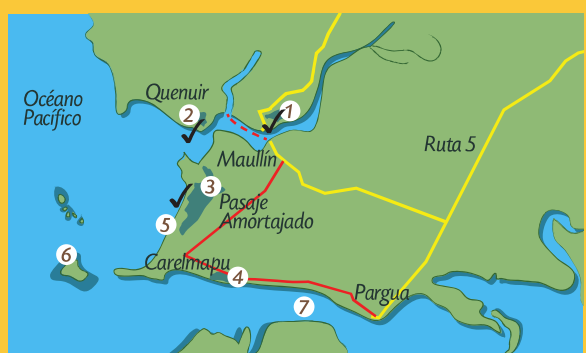 Quenuir
Océano
Pacífico
2
1
Ruta 5
Maullín
3
Pasaje
Amortajado
5
6
Carelmapu
4
Pargua
7